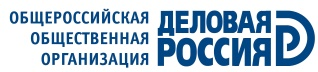 ОБЩЕРОССИЙСКАЯ
ОБЩЕСТВЕННАЯ
ОРГАНИЗАЦИЯ
ДЕЛОВАЯ
РОССИЯ